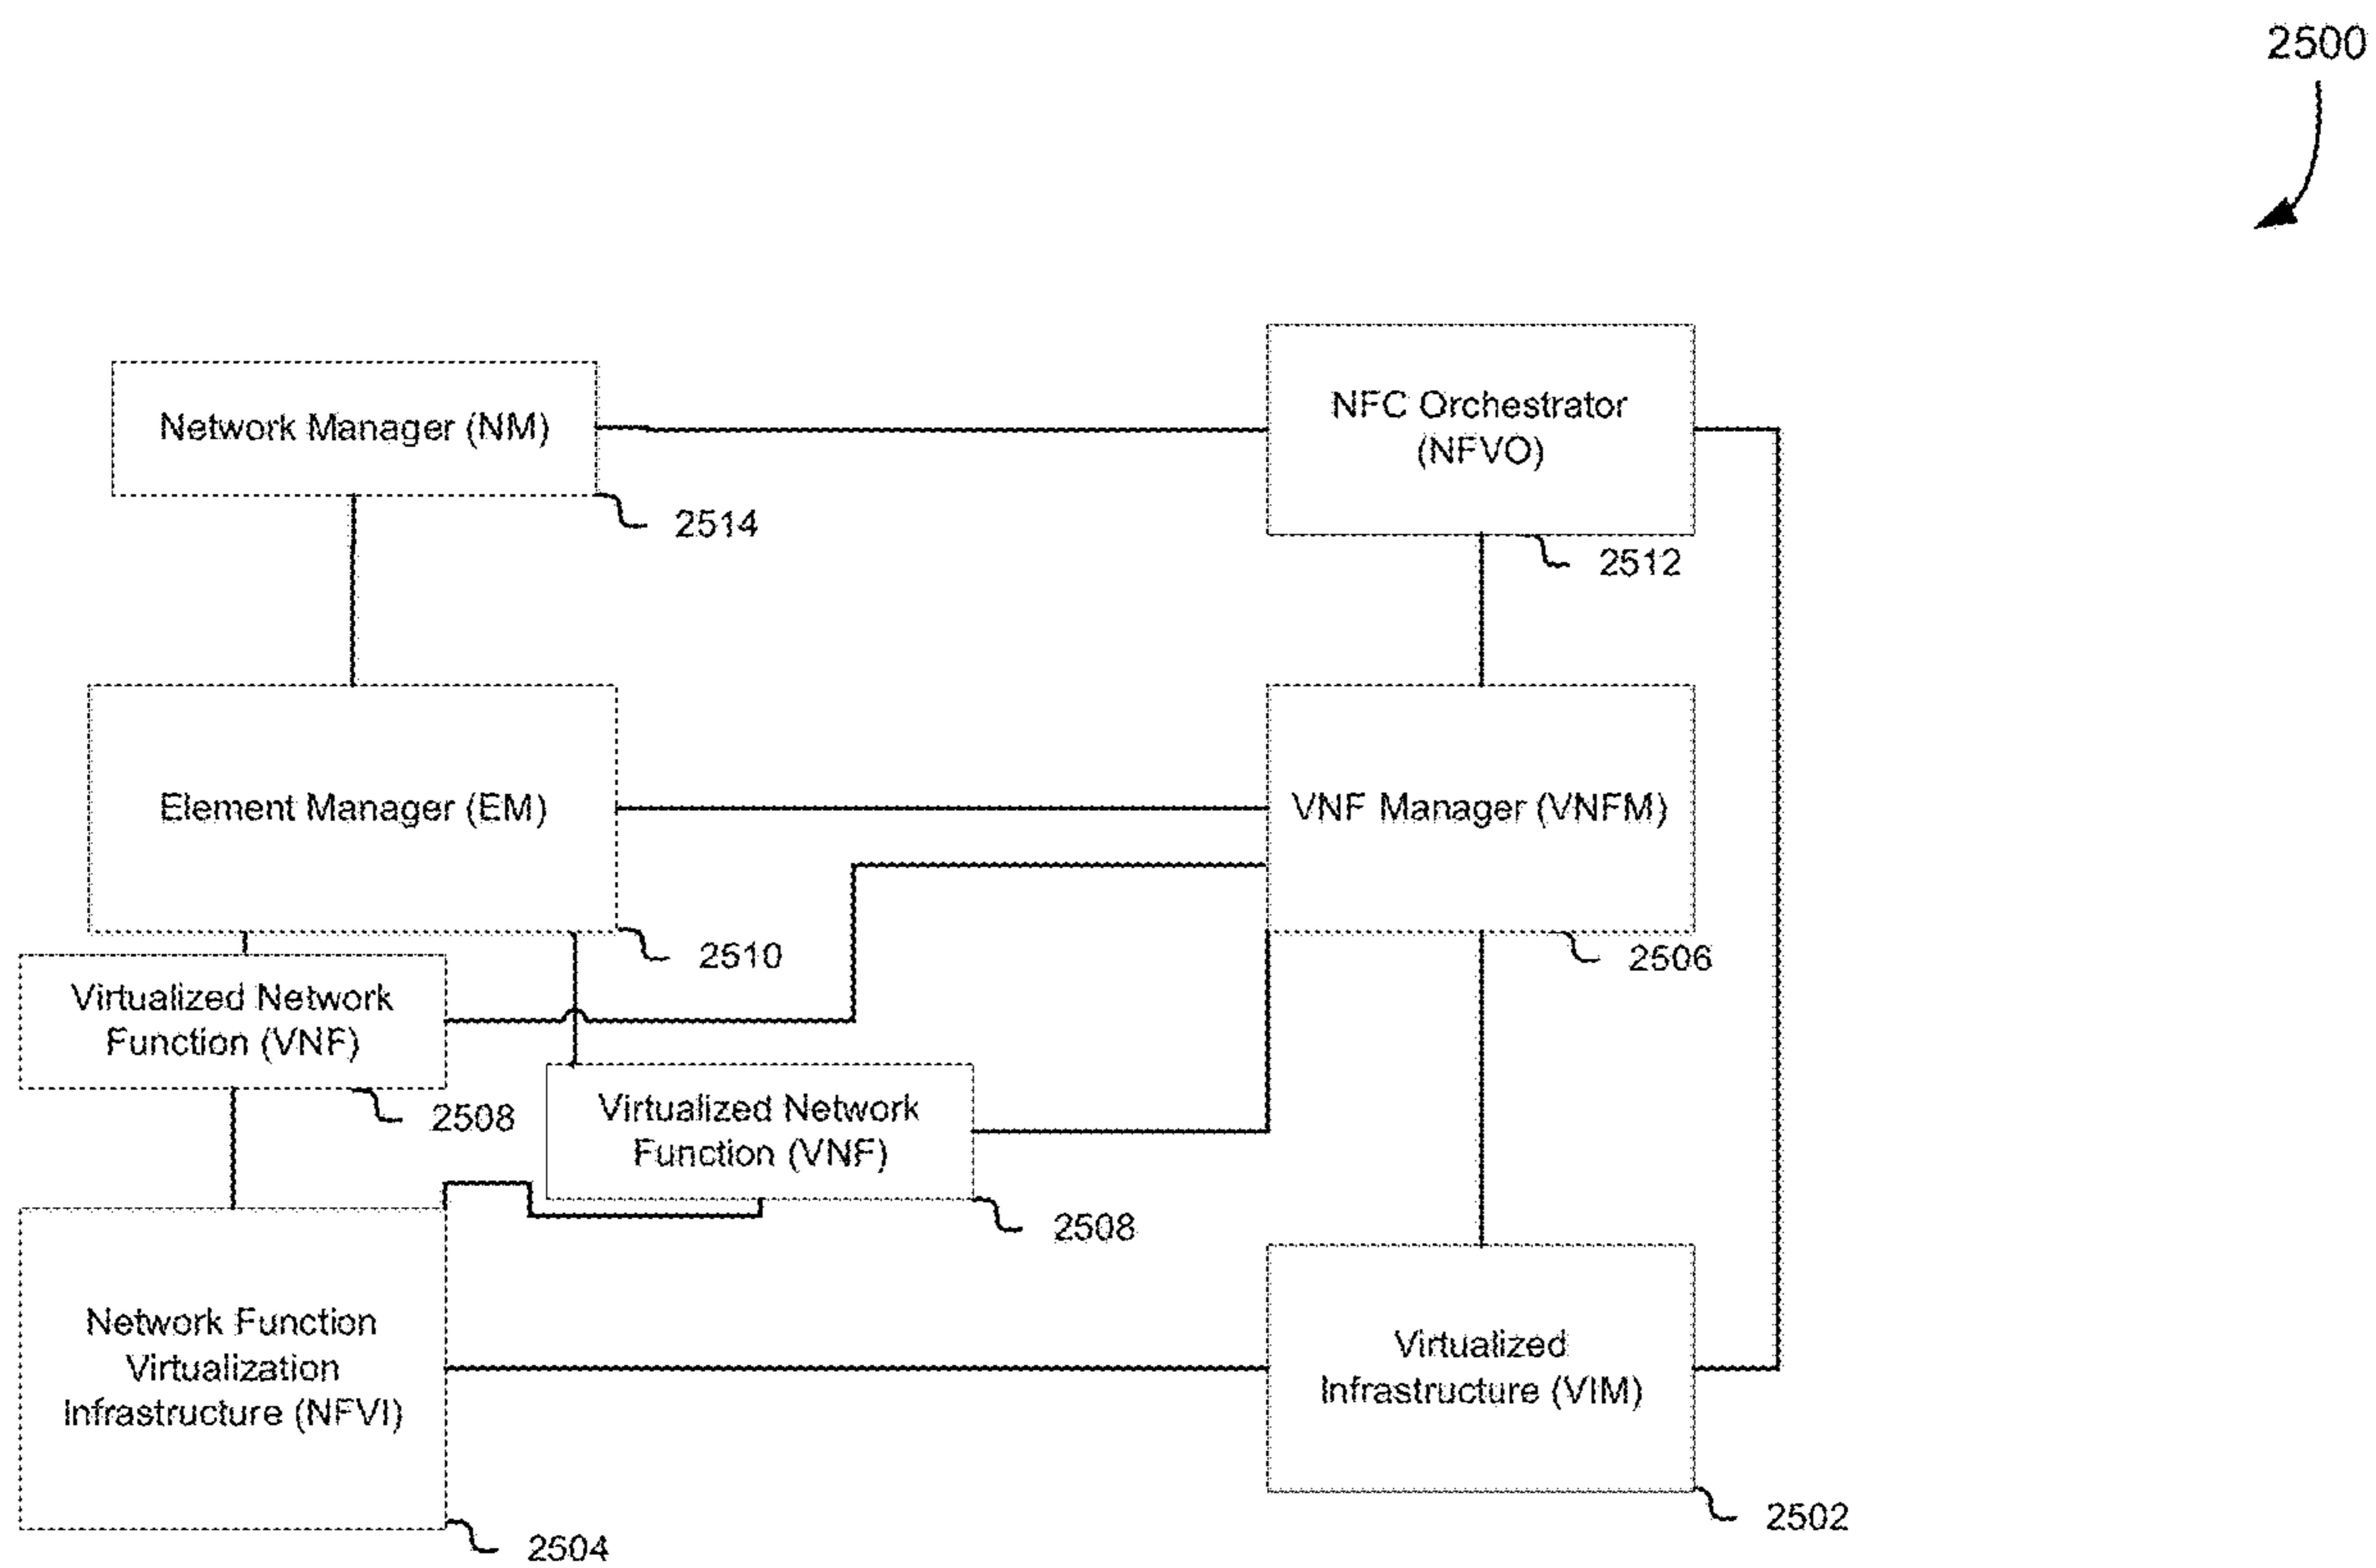 2500
Network Manager (NM)
2514
NFC Orchestrator
(NFVO)
2512
Element Manager (EM)
2510
VNF Manager (VNFM)
2506
Virtualized Network
Function (VNF)
2508
Virtualized Network
Function (VNF)
2508
Network Function
Virtualization
Infrastructure (NFVI)
2504
Virtualized
Infrastructure (VIM)
2502